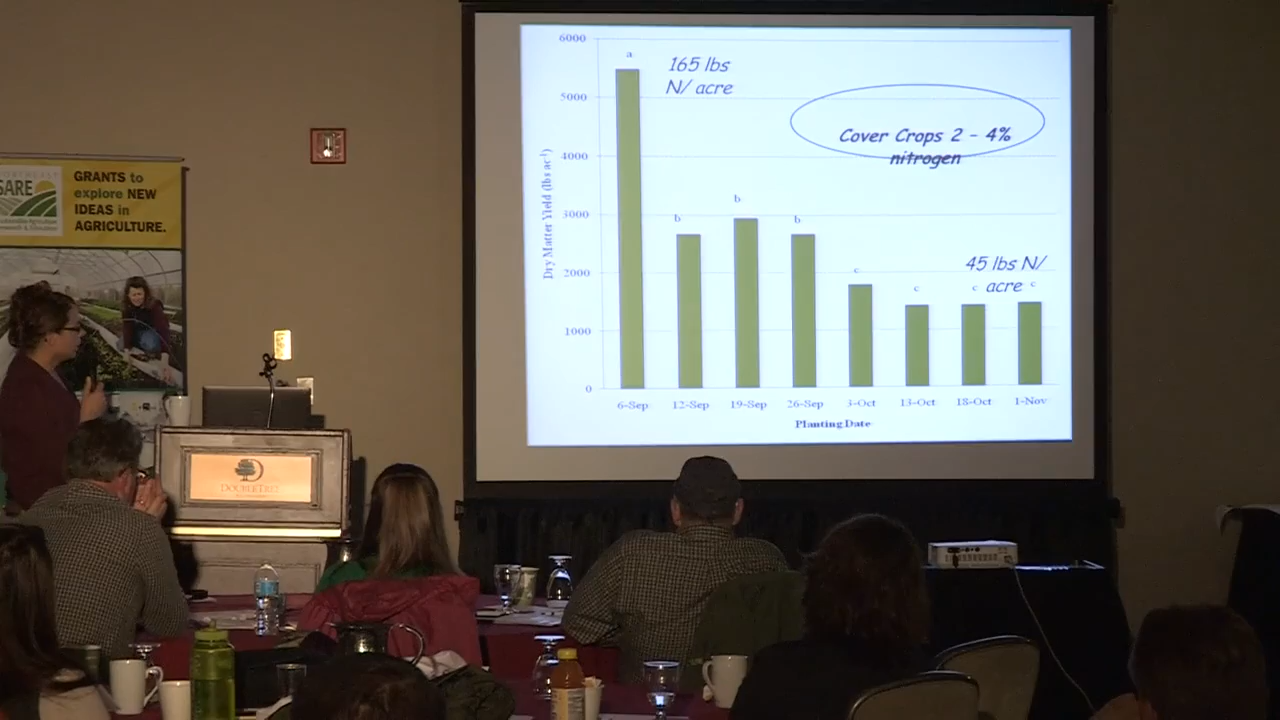 NORTHEAST
SARE
GRANTS to
explore NEW
IDEAS in
AGRICULTURE.
DOUBLETREE
6000
5000
4000
3000
2000
1000
0
Dry Matter Yield (lbs ac⁻¹)
a
b
b
b
c
c
c
c
165 lbs
N/ acre
Cover Crops 2 - 4%
nitrogen
45 lbs N/
acre
6-Sep
12-Sep
19-Sep
26-Sep
3-Oct
13-Oct
18-Oct
1-Nov
Planting Date